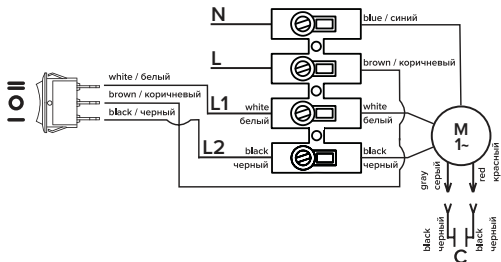 N
blue / синий
L
brown / коричневый
white / белый
brown / коричневый
black / черный
L1
white
белый
white
белый
L2
black
черный
black
черный
M
1~
gray
серый
red
красный
black
черный
black
черный
C